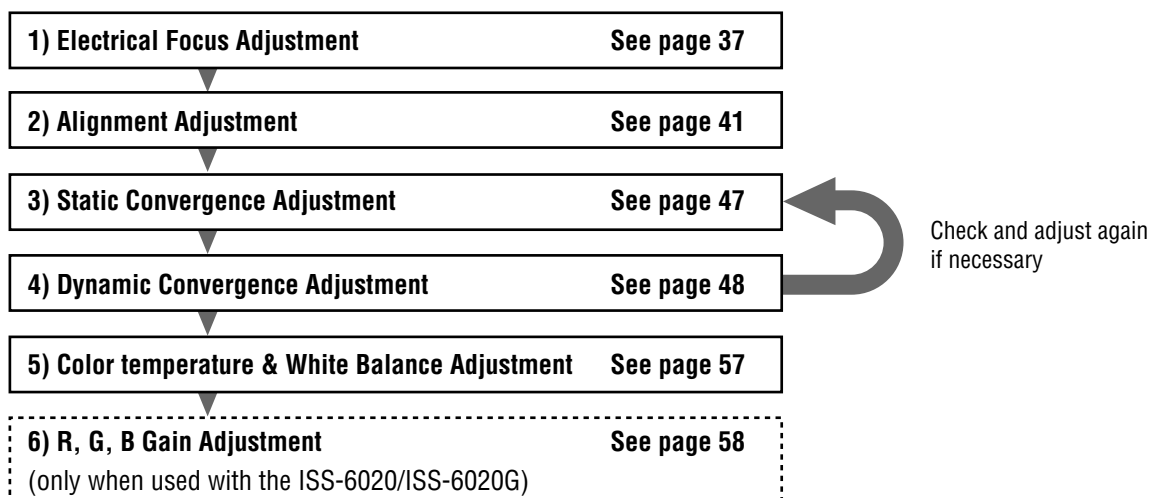 1) Electrical Focus Adjustment See page 37
2) Alignment Adjustment See page 41
3) Static Convergence Adjustment See page 47
Check and adjust again
if necessary
4) Dynamic Convergence Adjustment See page 48
5) Color temperature & White Balance Adjustment See page 57
6) R, G, B Gain Adjustment See page 58
(only when used with the ISS-6020/ISS-6020G)